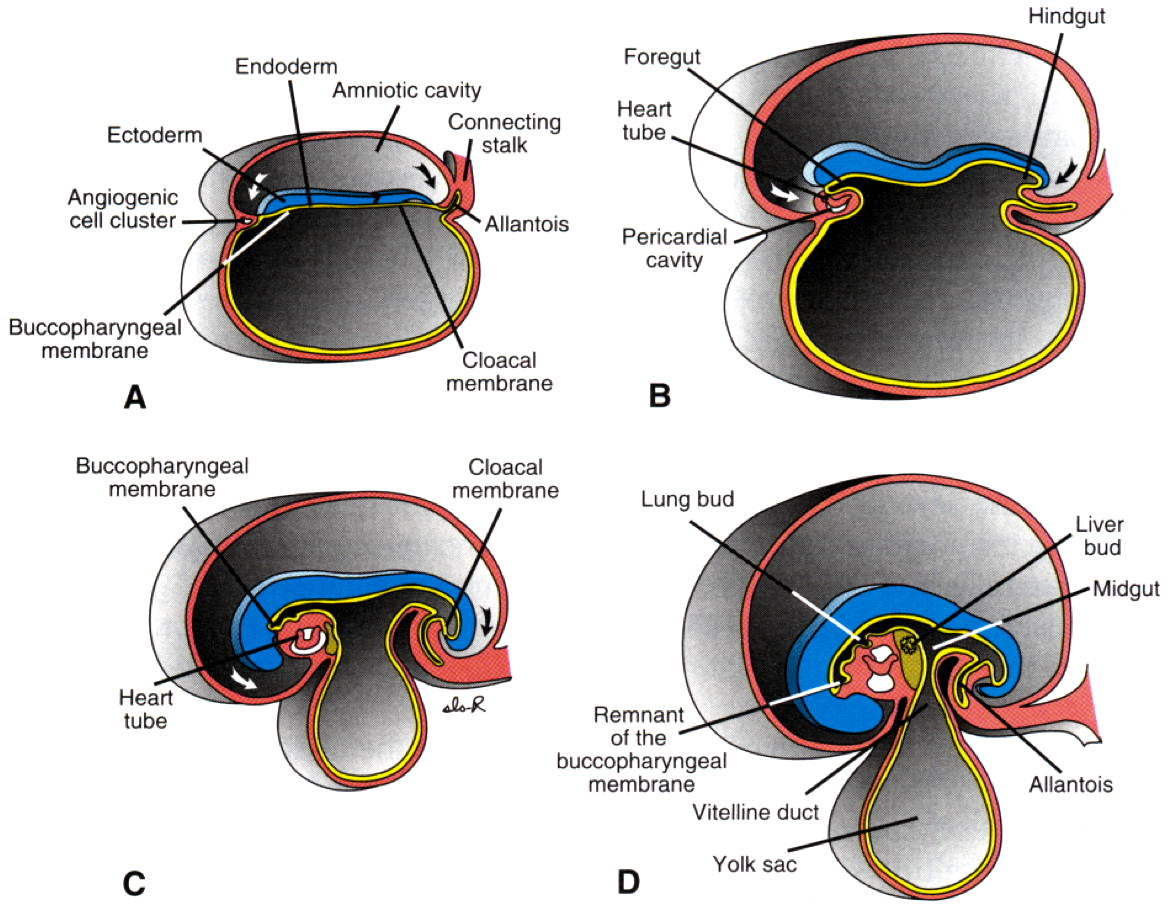 Endoderm
Amniotic cavity
Ectoderm
Connecting
stalk
Angiogenic
cell cluster
Allantois
Buccopharyngeal
membrane
Cloacal
membrane
A
Hindgut
Foregut
Heart
tube
Pericardial
cavity
B
Buccopharyngeal
membrane
Cloacal
membrane
Heart
tube
sls-R
C
Lung bud
Liver
bud
Midgut
Remnant
of the
buccopharyngeal
membrane
Allantois
Vitelline duct
Yolk sac
D